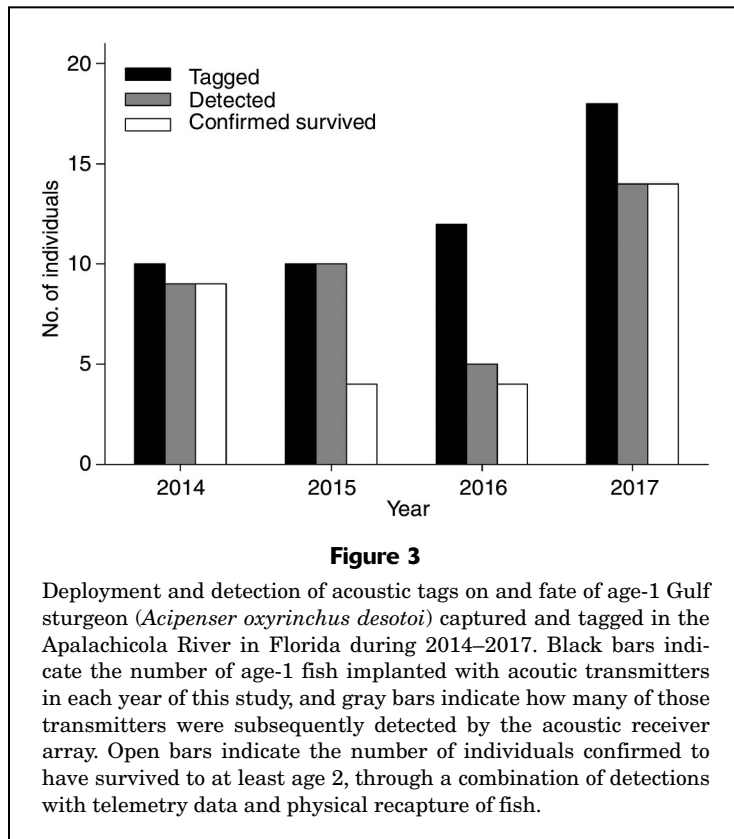 20
Tagged
Detected
Confirmed survived
15
No. of individuals
10
5
0
2014 2015 2016 2017
Year
Figure 3
Deployment and detection of acoustic tags on and fate of age-1 Gulf
sturgeon (Acipenser oxyrinchus desotoi) captured and tagged in the
Apalachicola River in Florida during 2014–2017. Black bars indi-
cate the number of age-1 fish implanted with acoutic transmitters
in each year of this study, and gray bars indicate how many of those
transmitters were subsequently detected by the acoustic receiver
array. Open bars indicate the number of individuals confirmed to
have survived to at least age 2, through a combination of detections
with telemetry data and physical recapture of fish.